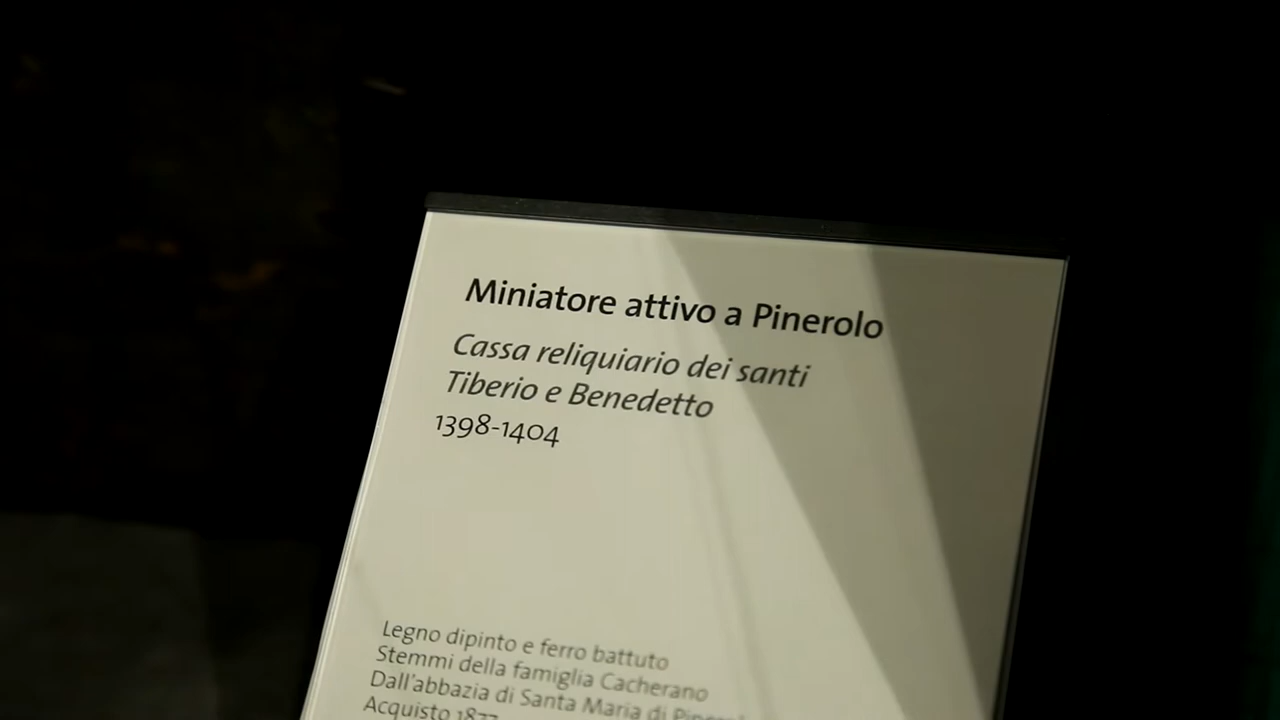 Miniatore attivo a Pinerolo
Cassa reliquiario dei santi
Tiberio e Benedetto
1398-1404
Legno dipinto e ferro battuto
Stemmi della famiglia Cacherano
Dall'abbazia di Santa Maria di
Acquisto